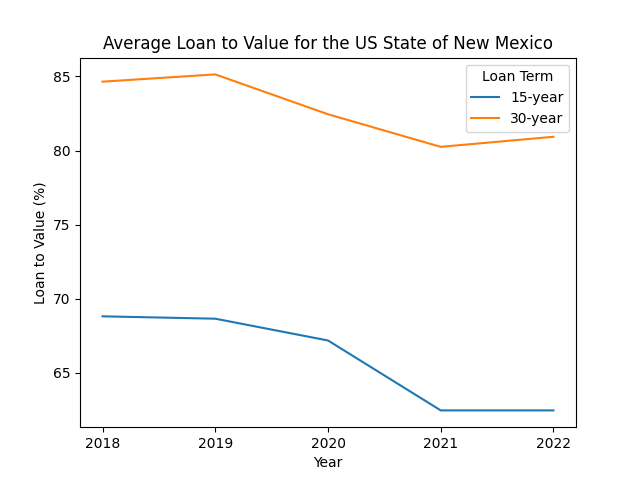 Average Loan to Value for the US State of New Mexico
Loan Term
15-year
30-year
85
80
75
70
65
Loan to Value (%)
2018 2019 2020 2021 2022
Year